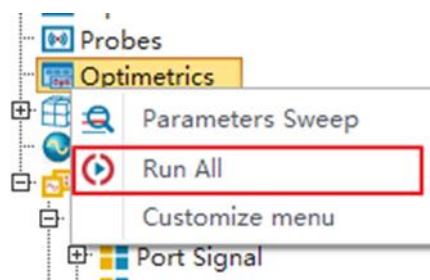 Probes
Optimetrics
Parameters Sweep
Run All
Customize menu
Port Signal